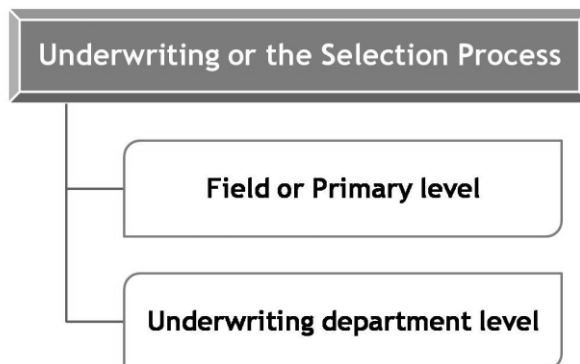 Underwriting or the Selection Process
Field or Primary level
Underwriting department level